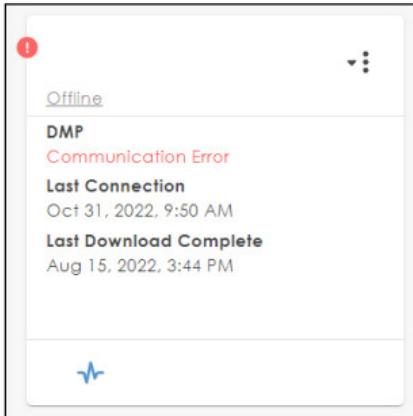 Offline
DMP
Communication Error
Last Connection
Oct 31, 2022, 9:50 AM
Last Download Complete
Aug 15, 2022, 3:44 PM